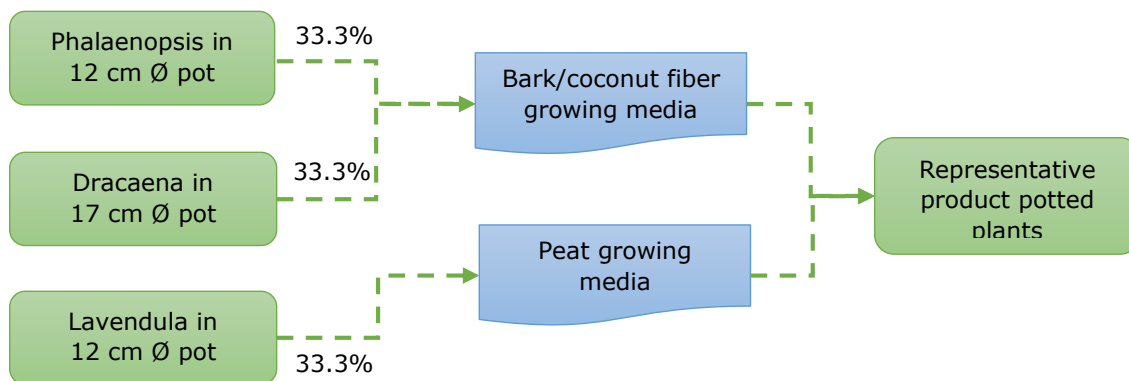 Phalaenopsis in
12 cm Ø pot
33.3%
Dracaena in
17 cm Ø pot
33.3%
Lavendula in
12 cm Ø pot
33.3%
Bark/coconut fiber
growing media
Peat growing
media
Representative
product potted
plants